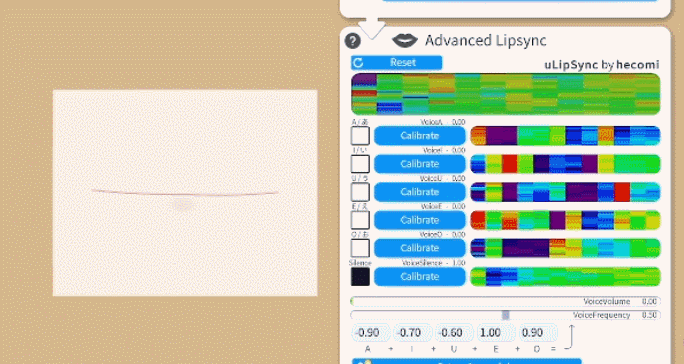 ? Advanced Lipsync
Reset
uLipSync by hecomi
A / あ VoiceA - 0.00
Calibrate
I / い VoiceI - 0.00
Calibrate
U / う VoiceU - 0.00
Calibrate
E / え VoiceE - 0.00
Calibrate
O / お VoiceO - 0.00
Calibrate
Silence VoiceSilence - 1.00
Calibrate
VoiceVolume 0.00
VoiceFrequency 0.50
-0.90 -0.70 -0.60 1.00 0.90
A + I + U + E + O =